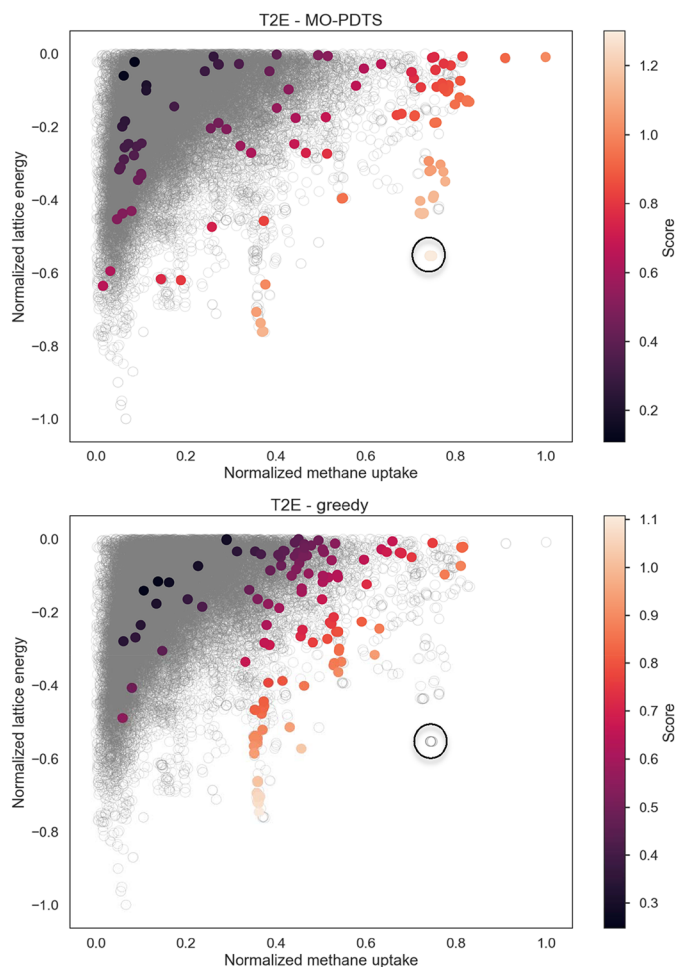 T2E - MO-PDTS
0.0
−0.2
−0.4
−0.6
−0.8
−1.0
Normalized lattice energy
0.0 0.2 0.4 0.6 0.8 1.0
Normalized methane uptake
1.2
1.0
0.8
0.6
0.4
0.2
Score
T2E - greedy
0.0
−0.2
−0.4
−0.6
−0.8
−1.0
Normalized lattice energy
0.0 0.2 0.4 0.6 0.8 1.0
Normalized methane uptake
1.1
1.0
0.9
0.8
0.7
0.6
0.5
0.4
0.3
Score